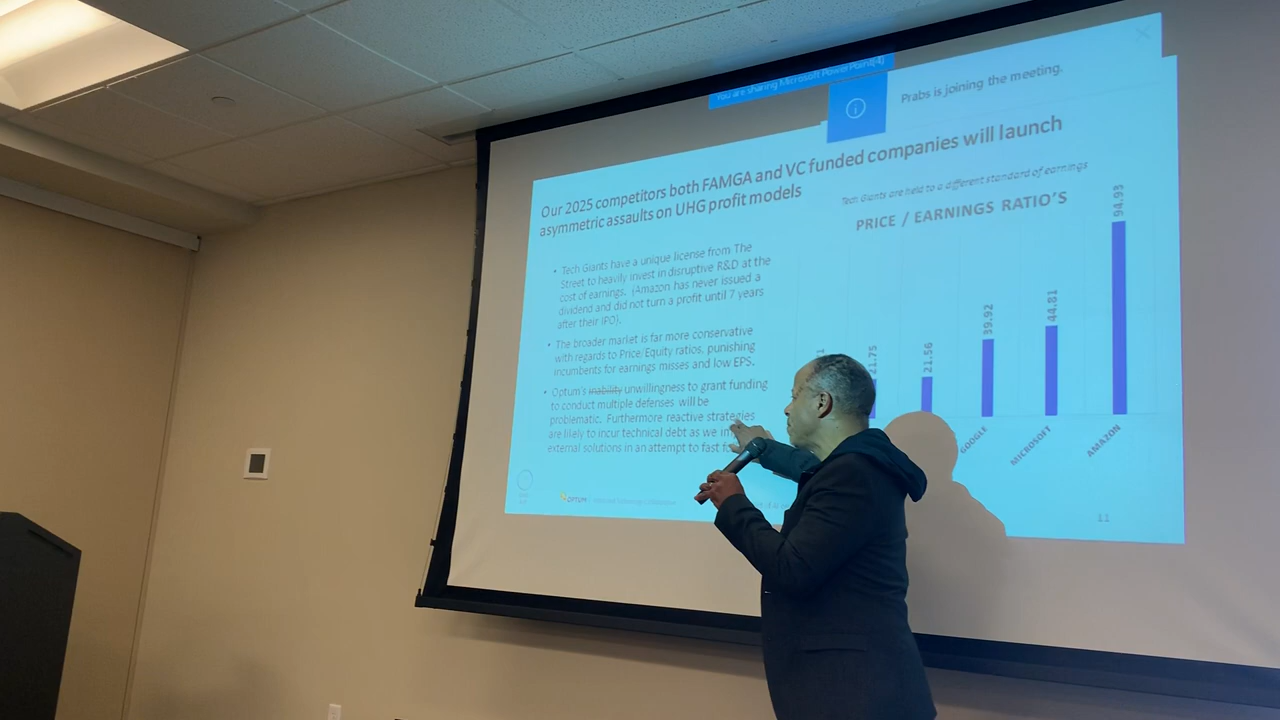 You are sharing Microsoft PowerPoint(4)
Prabs is joining the meeting.
Our 2025 competitors both FAMGA and VC funded companies will launch
asymmetric assaults on UHG profit models
Tech Giants are held to a different standard of earnings
PRICE / EARNINGS RATIO'S
• Tech Giants have a unique license from The
Street to heavily invest in disruptive R&D at the
cost of earnings. (Amazon has never issued a
dividend and did not turn a profit until 7 years
after their IPO).
• The broader market is far more conservative
with regards to Price/Equity ratios, punishing
incumbents for earnings misses and low EPS.
• Optum's inability unwillingness to grant funding
to conduct multiple defenses will be
problematic. Furthermore reactive strategies
are likely to incur technical debt as we
external solutions in an attempt to fast
21.75
21.56
39.92
44.81
94.93
GOOGLE
MICROSOFT
AMAZON
OPTUM
11